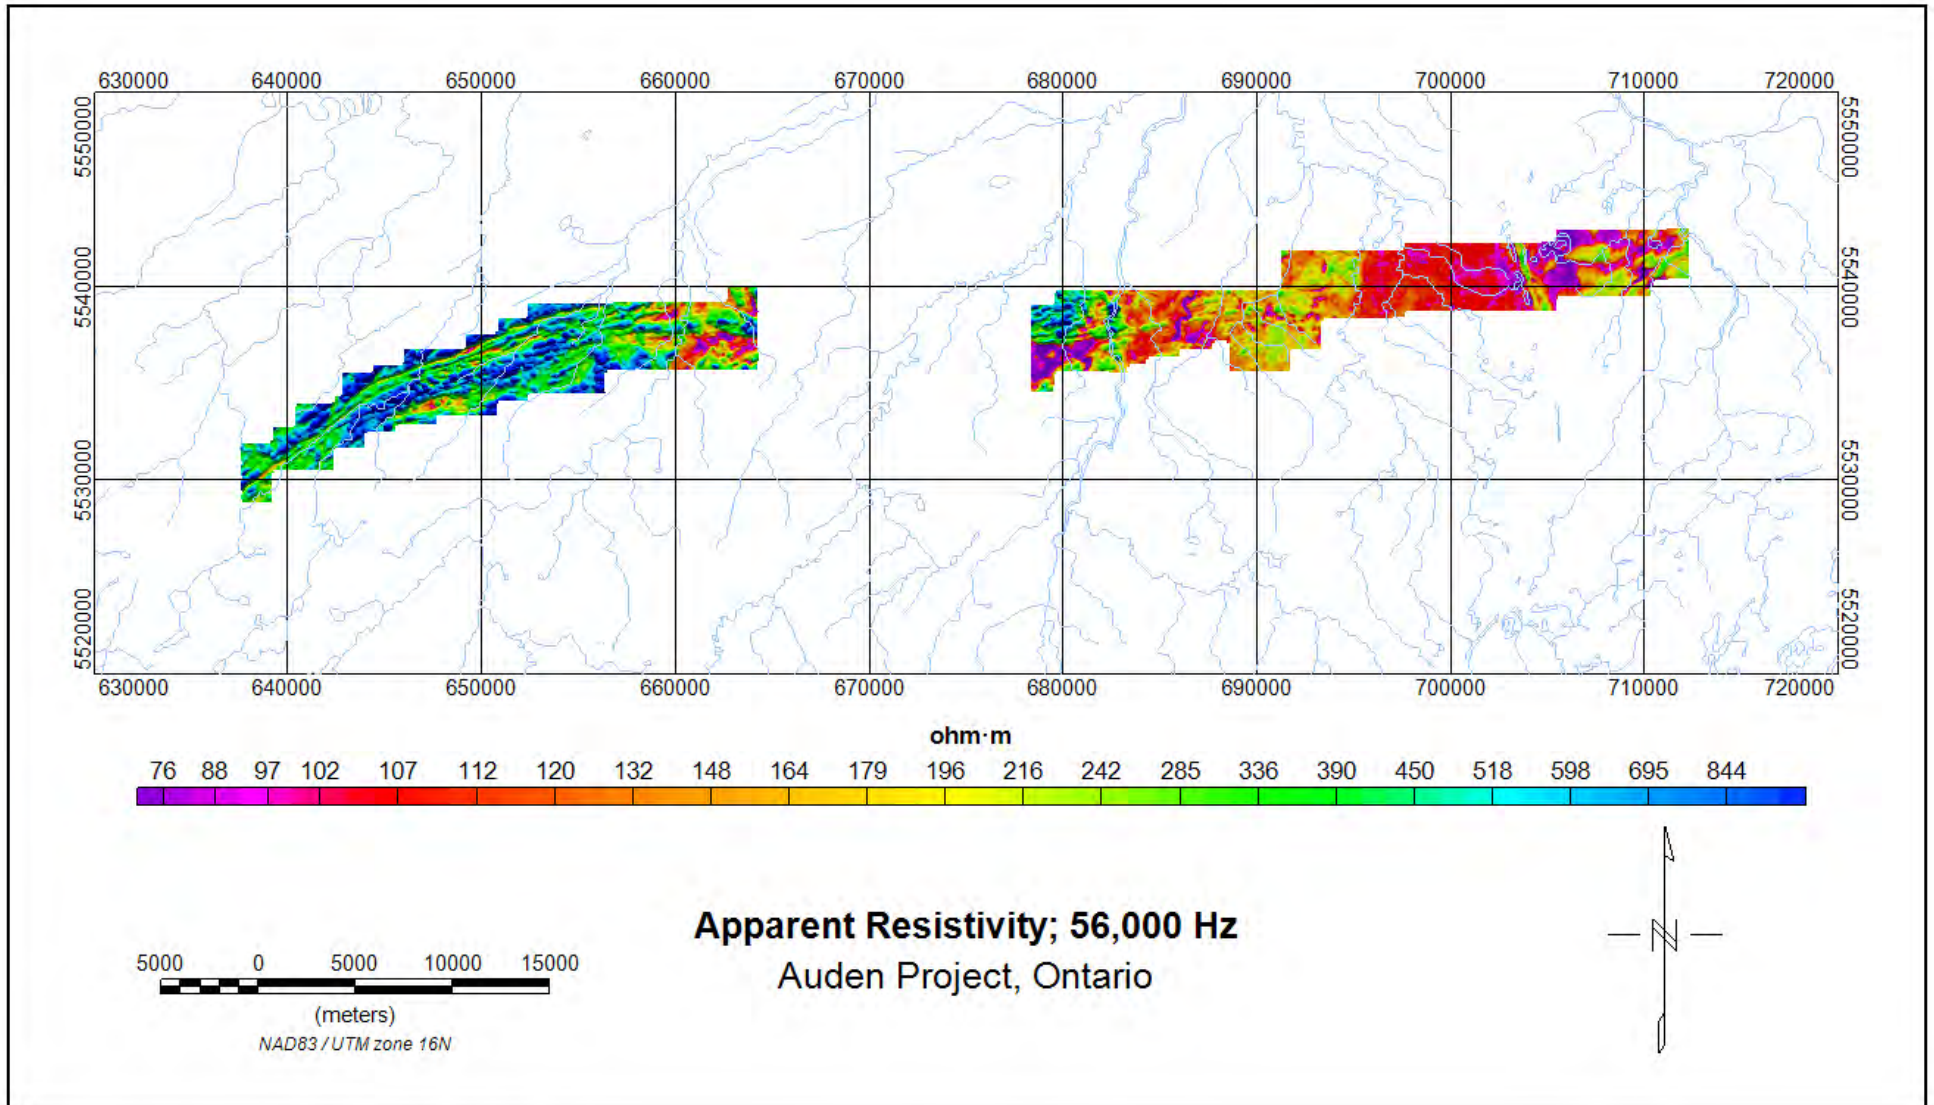 630000 640000 650000 660000 670000 680000 690000 700000 710000 720000
5550000 5550000
5540000 5540000
5530000 5530000
5520000 5520000
630000 640000 650000 660000 670000 680000 690000 700000 710000 720000
ohm·m
76 88 97 102 107 112 120 132 148 164 179 196 216 242 285 336 390 450 518 598 695 844
Apparent Resistivity; 56,000 Hz
Auden Project, Ontario
5000 0 5000 10000 15000
(meters)
NAD83 / UTM zone 16N
N